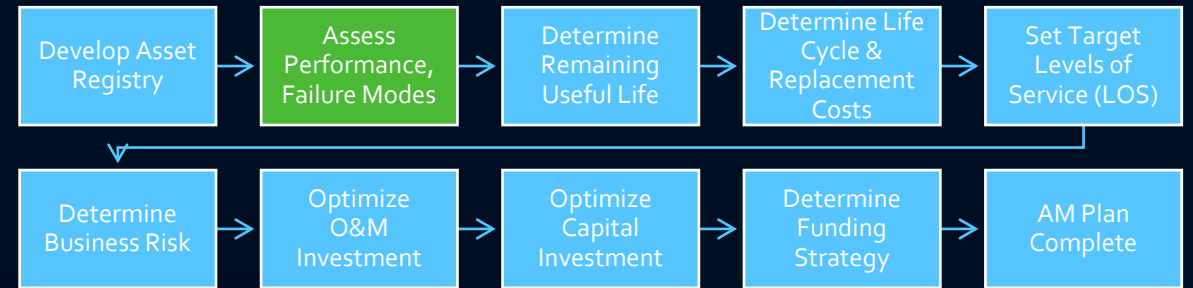 Develop Asset
Registry
Assess
Performance,
Failure Modes
Determine
Remaining
Useful Life
Determine Life
Cycle &
Replacement
Costs
Set Target
Levels of
Service (LOS)
Determine
Business Risk
Optimize
O&M
Investment
Optimize
Capital
Investment
Determine
Funding
Strategy
AM Plan
Complete